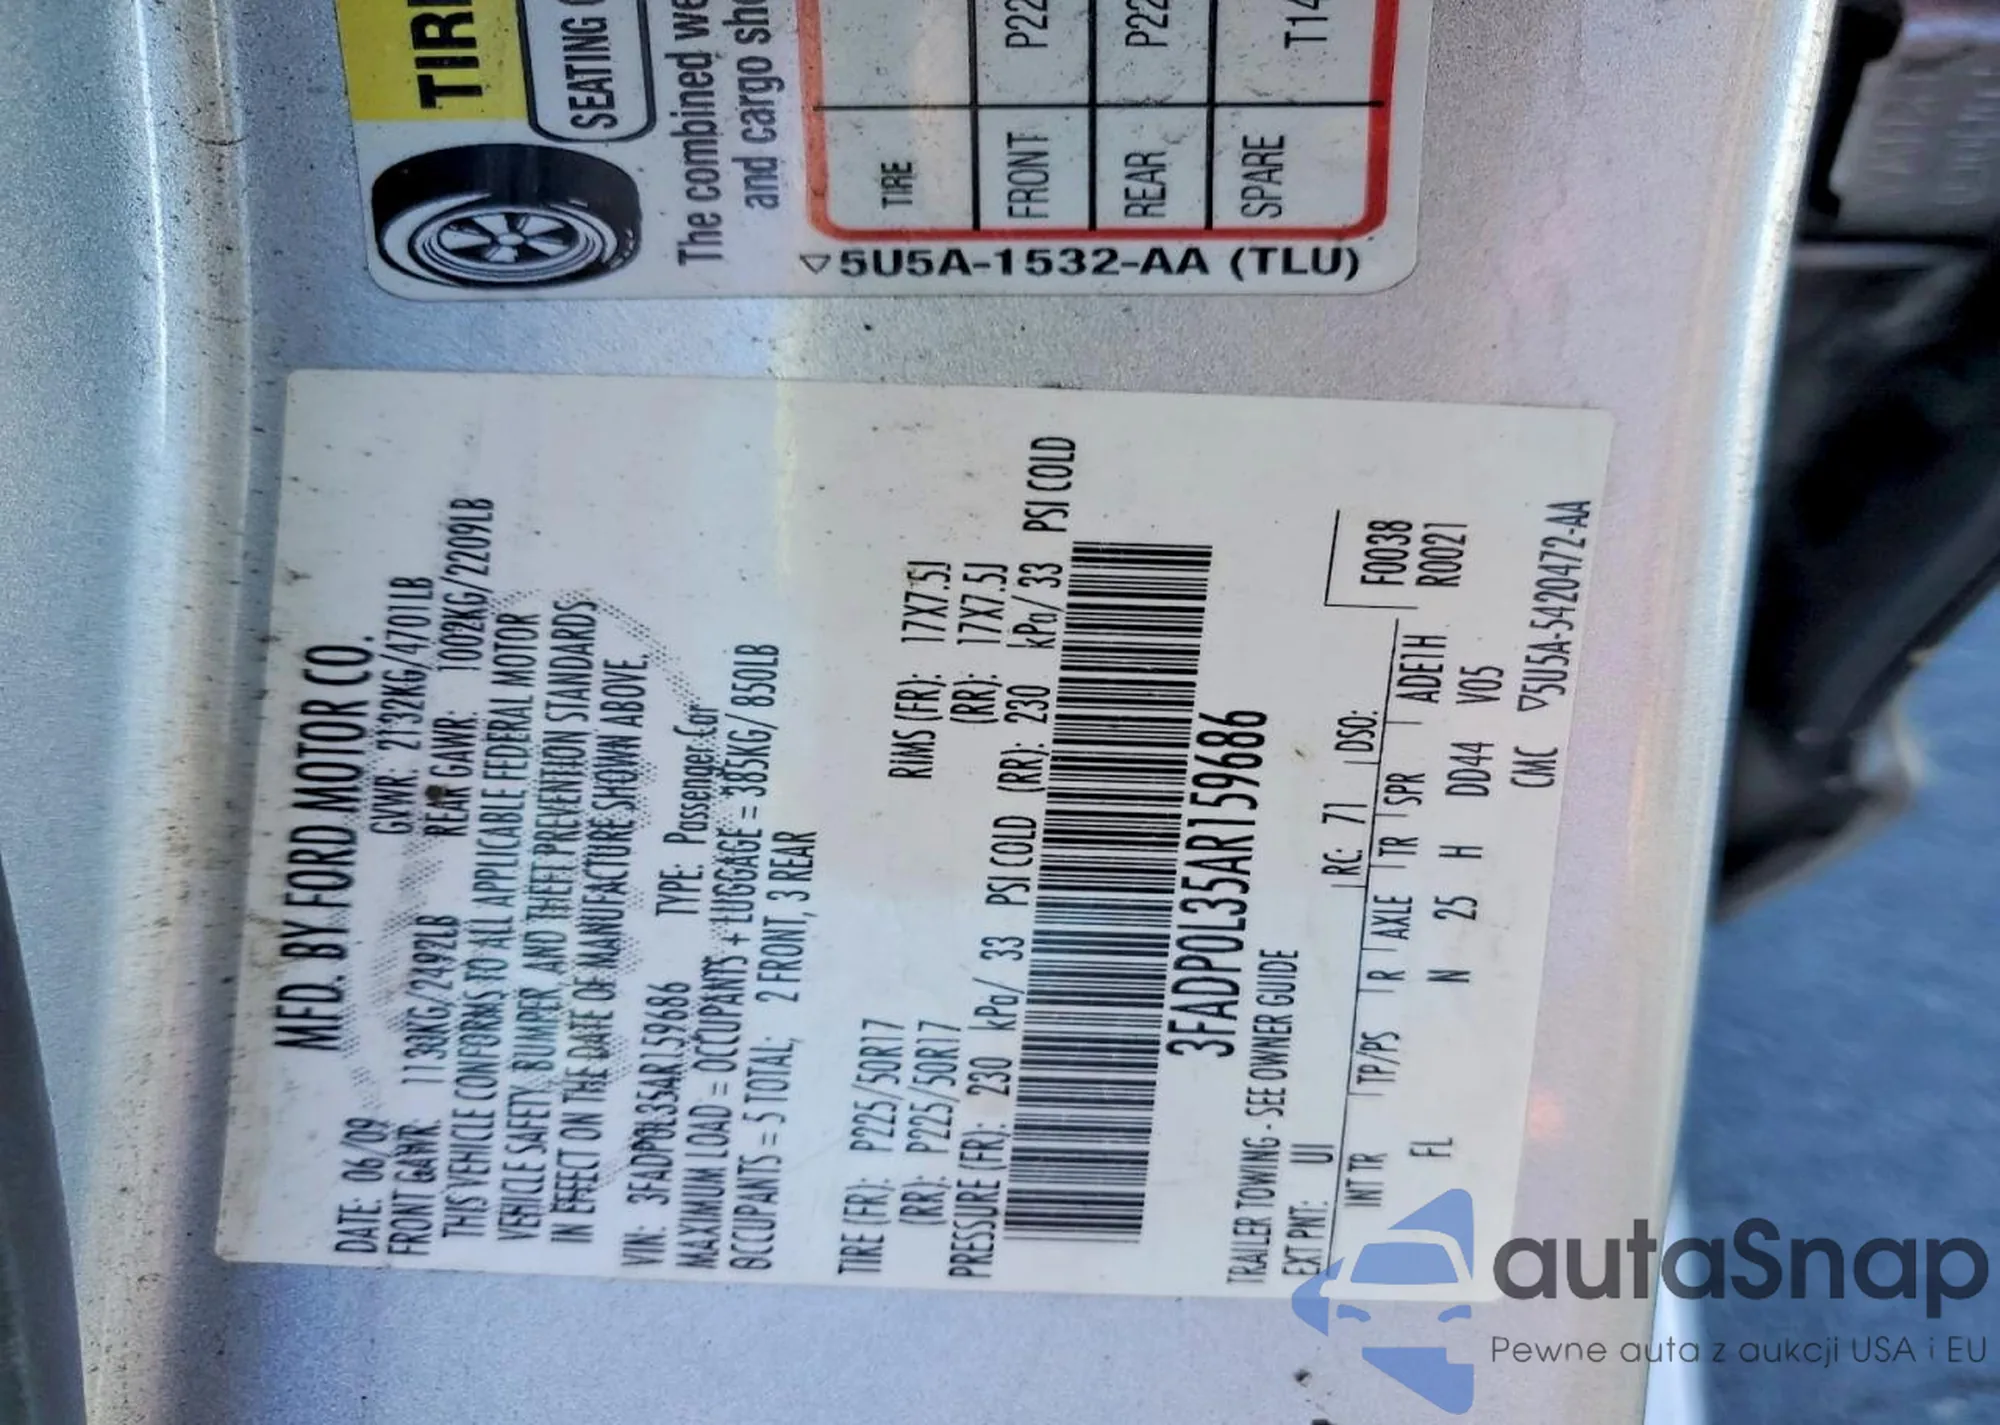 TIRE
SEATING
The combined we
and cargo sho
TIRE
FRONT P22
REAR P22
SPARE T14
5U5A-1532-AA (TLU)
MFD. BY FORD MOTOR CO.
DATE: 06/09 GVWR: 2132KG/4701LB
FRONT GAWR: 1130KG/2492LB REAR GAWR: 1002KG/2209LB
THIS VEHICLE CONFORMS TO ALL APPLICABLE FEDERAL MOTOR
VEHICLE SAFETY, BUMPER, AND THEFT PREVENTION STANDARDS
IN EFFECT ON THE DATE OF MANUFACTURE SHOWN ABOVE.
VIN: 3FADP0L35AR159686 TYPE: Passenger Car
MAXIMUM LOAD = OCCUPANTS + LUGGAGE = 385KG/ 850LB
OCCUPANTS = 5 TOTAL; 2 FRONT, 3 REAR
TIRE (FR): P225/50R17 RIMS (FR): 17X7.5J
(RR): P225/50R17 (RR): 17X7.5J
PRESSURE (FR): 230 kPa/ 33 PSI COLD (RR): 230 kPa/ 33 PSI COLD
3FADP0L35AR159686
TRAILER TOWING - SEE OWNER GUIDE
EXT PNT: UI RC: 71 DSO: F0038
INT TR TP/PS R AXLE TR SPR ADE1H R0021
FL N 25 H DD44 V05
CMC 5U5A-5420472-AA
autaSnap
Pewne auta z aukcji USA i EU